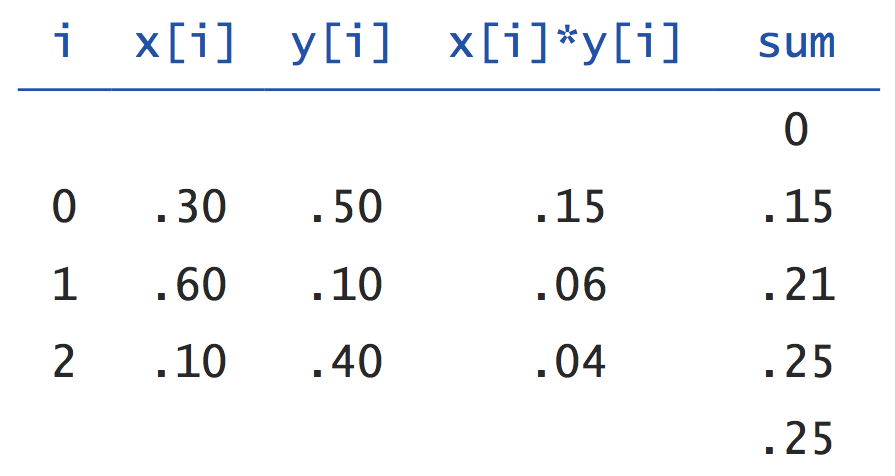 i x[i] y[i] x[i]*y[i] sum
0
0 .30 .50 .15 .15
1 .60 .10 .06 .21
2 .10 .40 .04 .25
.25